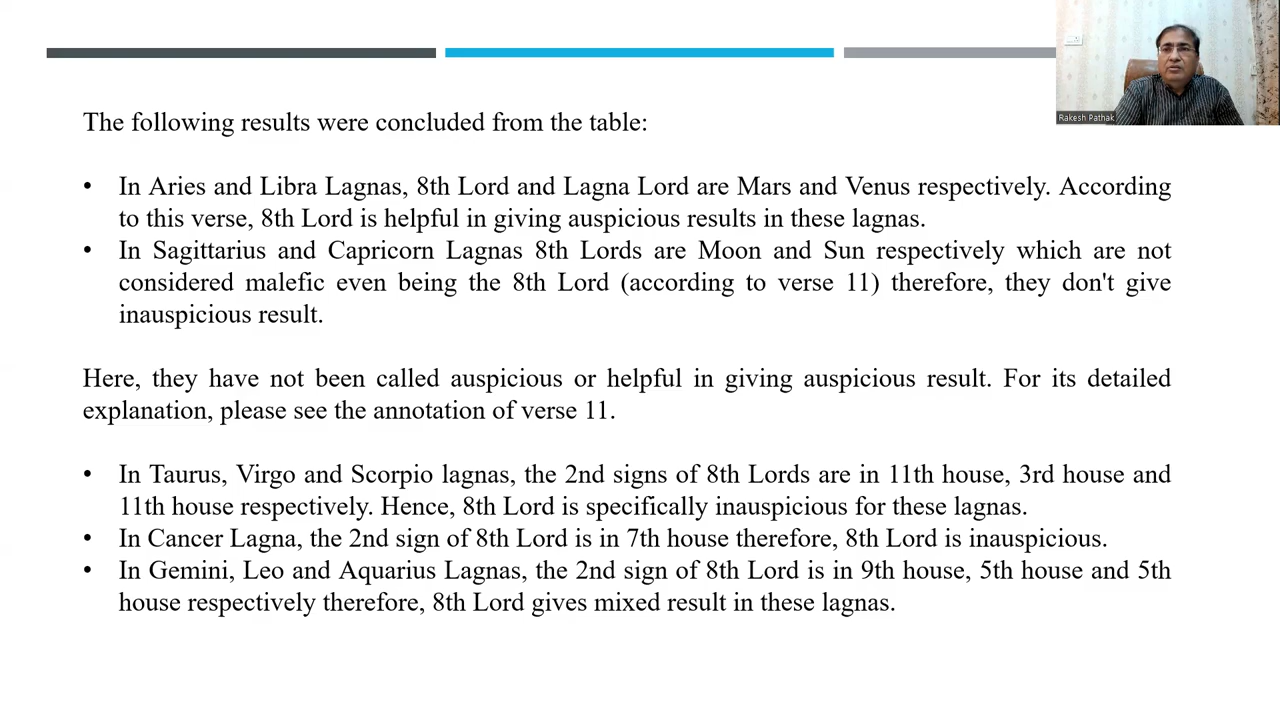 Rakesh Pathak
The following results were concluded from the table:
• In Aries and Libra Lagnas, 8th Lord and Lagna Lord are Mars and Venus respectively. According
to this verse, 8th Lord is helpful in giving auspicious results in these lagnas.
• In Sagittarius and Capricorn Lagnas 8th Lords are Moon and Sun respectively which are not
considered malefic even being the 8th Lord (according to verse 11) therefore, they don't give
inauspicious result.
Here, they have not been called auspicious or helpful in giving auspicious result. For its detailed
explanation, please see the annotation of verse 11.
• In Taurus, Virgo and Scorpio lagnas, the 2nd signs of 8th Lords are in 11th house, 3rd house and
11th house respectively. Hence, 8th Lord is specifically inauspicious for these lagnas.
• In Cancer Lagna, the 2nd sign of 8th Lord is in 7th house therefore, 8th Lord is inauspicious.
• In Gemini, Leo and Aquarius Lagnas, the 2nd sign of 8th Lord is in 9th house, 5th house and 5th
house respectively therefore, 8th Lord gives mixed result in these lagnas.